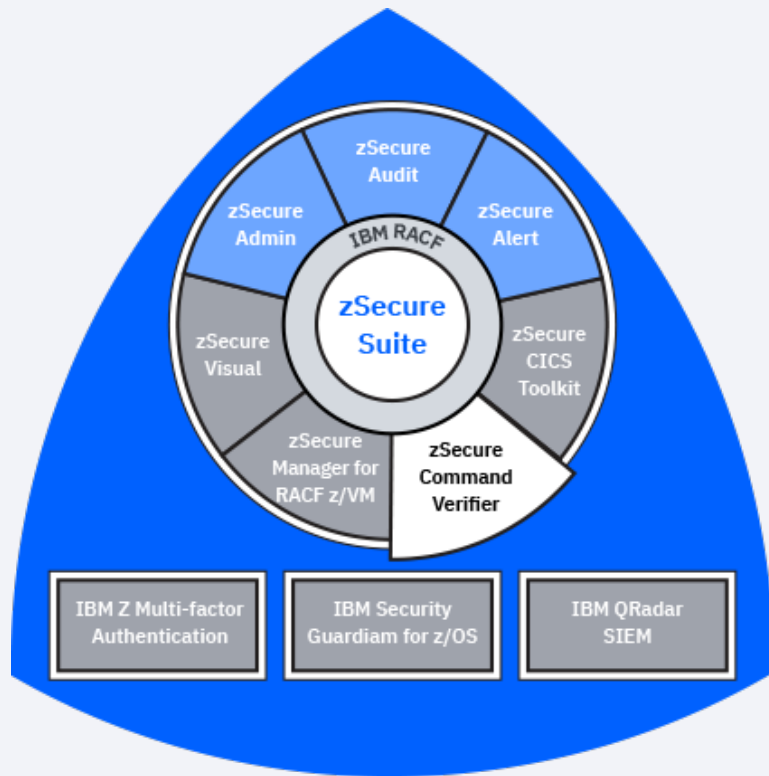 zSecure
Audit
zSecure
Admin
zSecure
Alert
IBM RACF
zSecure
Suite
zSecure
Visual
zSecure
CICS
Toolkit
zSecure
Manager for
RACF z/VM
zSecure
Command
Verifier
IBM Z Multi-factor
Authentication
IBM Security
Guardiam for z/OS
IBM QRadar
SIEM